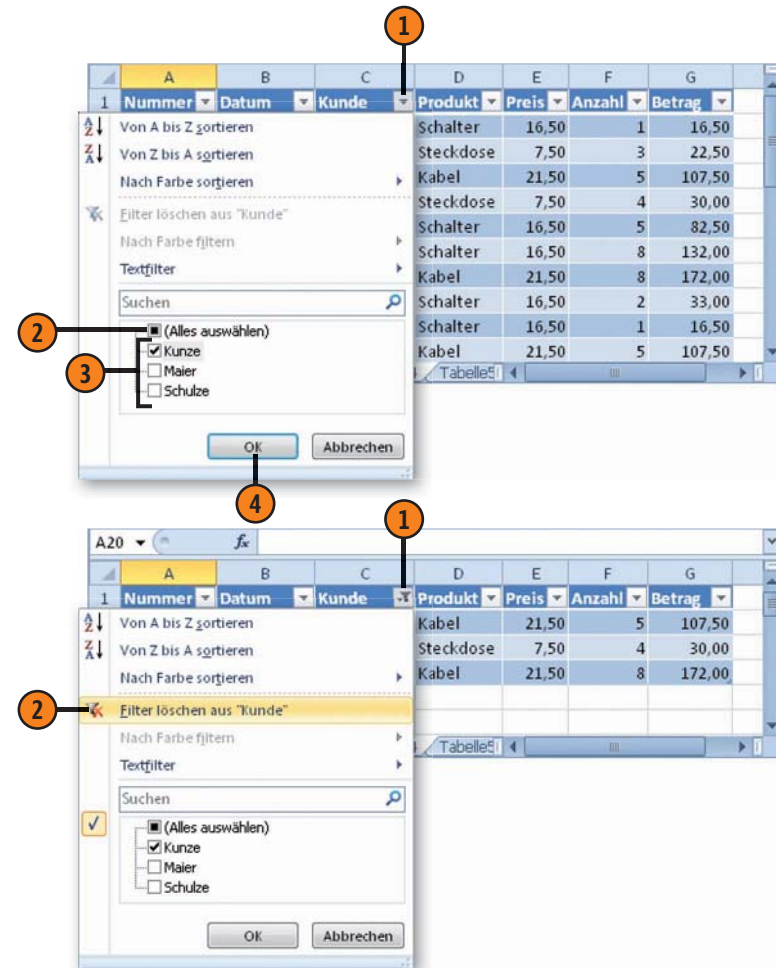 1
A B C D E F G
1 Nummer Datum Kunde Produkt Preis Anzahl Betrag
Von A bis Z sortieren
Von Z bis A sortieren
Nach Farbe sortieren
Filter löschen aus "Kunde"
Nach Farbe filtern
Textfilter
Suchen
(Alles auswählen)
Kunze
Maier
Schulze
OK Abbrechen
2
3
4
Schalter 16,50 1 16,50
Steckdose 7,50 3 22,50
Kabel 21,50 5 107,50
Steckdose 7,50 4 30,00
Schalter 16,50 5 82,50
Schalter 16,50 8 132,00
Kabel 21,50 8 172,00
Schalter 16,50 2 33,00
Schalter 16,50 1 16,50
Kabel 21,50 5 107,50
1
A20 fx
A B C D E F G
1 Nummer Datum Kunde Produkt Preis Anzahl Betrag
Von A bis Z sortieren
Von Z bis A sortieren
Nach Farbe sortieren
2
Filter löschen aus "Kunde"
Nach Farbe filtern
Textfilter
Suchen
(Alles auswählen)
Kunze
Maier
Schulze
OK Abbrechen
Kabel 21,50 5 107,50
Steckdose 7,50 4 30,00
Kabel 21,50 8 172,00